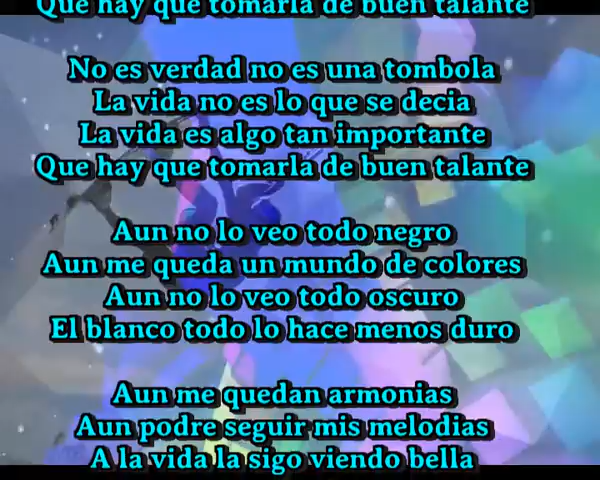 Que hay que tomarla de buen talante
No es verdad no es una tombola
La vida no es lo que se decia
La vida es algo tan importante
Que hay que tomarla de buen talante
Aun no lo veo todo negro
Aun me queda un mundo de colores
Aun no lo veo todo oscuro
El blanco todo lo hace menos duro
Aun me quedan armonias
Aun podre seguir mis melodias
A la vida la sigo viendo bella